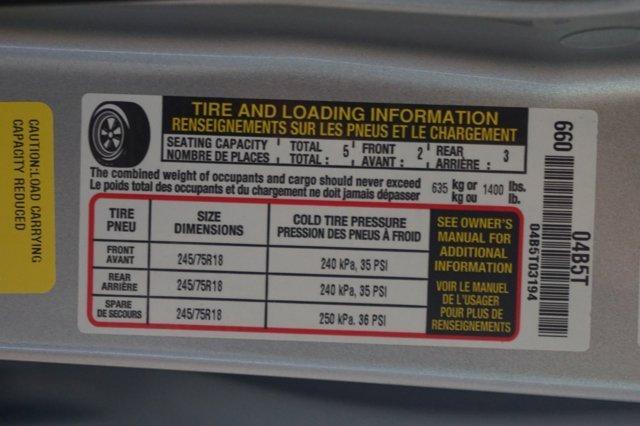 CAUTION:LOAD CARRYING
CAPACITY REDUCED
TIRE AND LOADING INFORMATION
RENSEIGNEMENTS SUR LES PNEUS ET LE CHARGEMENT
SEATING CAPACITY TOTAL 5 FRONT 2 REAR 3
NOMBRE DE PLACES TOTAL : AVANT : ARRIÈRE :
The combined weight of occupants and cargo should never exceed 635 kg or 1400 lbs.
Le poids total des occupants et du chargement ne doit jamais dépasser kg ou lb.
TIRE SIZE COLD TIRE PRESSURE
PNEU DIMENSIONS PRESSION DES PNEUS À FROID
FRONT
AVANT 245/75R18 240 kPa, 35 PSI
REAR
ARRIÈRE 245/75R18 240 kPa, 35 PSI
SPARE
DE SECOURS 245/75R18 250 kPa. 36 PSI
SEE OWNER'S
MANUAL FOR
ADDITIONAL
INFORMATION
VOIR LE MANUEL
DE L'USAGER
POUR PLUS DE
RENSEIGNEMENTS
660 04B5T
04B5T03194